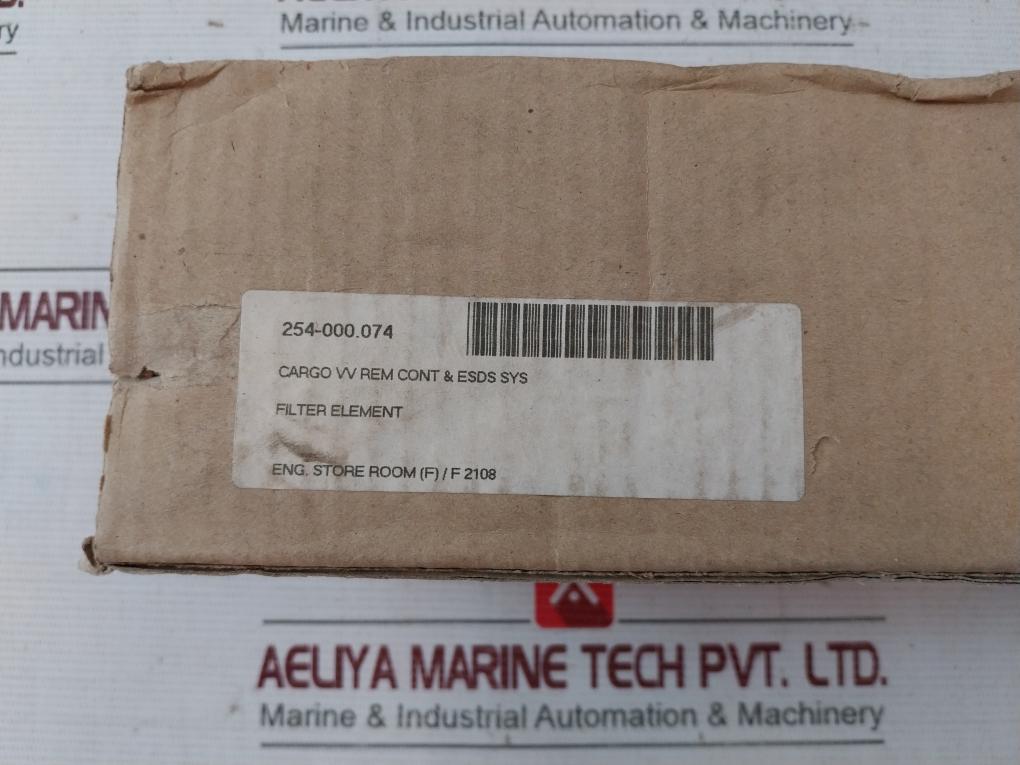 Marine & Industrial Automation & Machinery
254-000.074
CARGO VV REM CONT & ESDS SYS
FILTER ELEMENT
ENG. STORE ROOM (F) / F 2108
MARIN
ndustrial
AELIYA MARINE TECH PVT. LTD.
Marine & Industrial Automation & Machinery